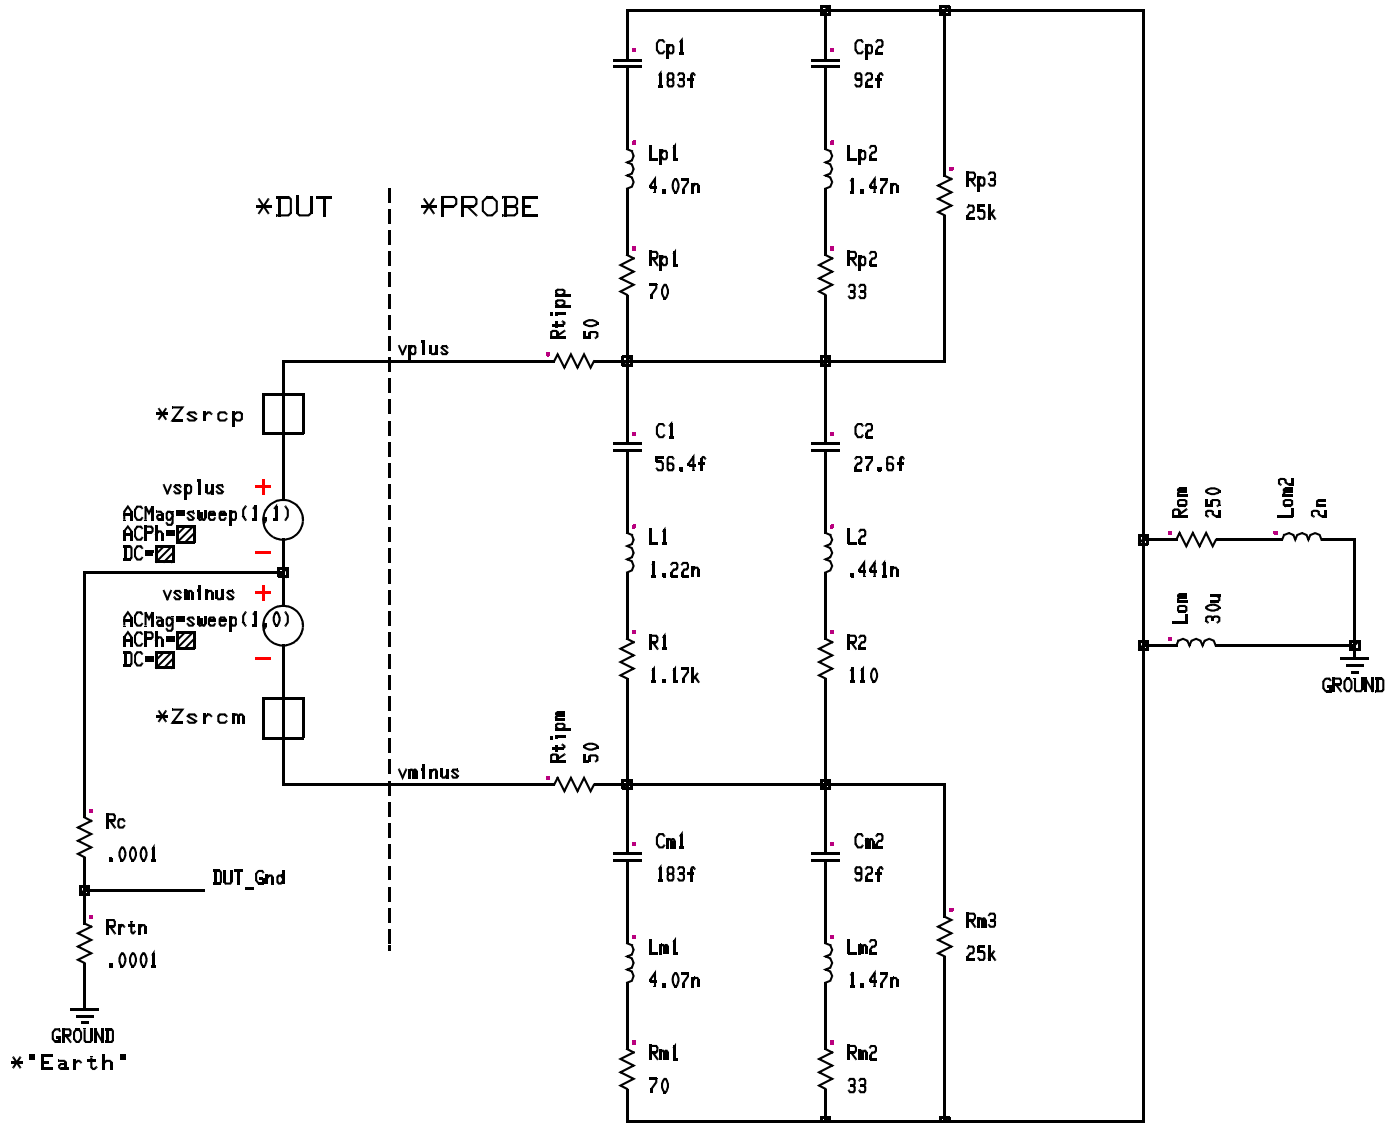 Cp1
183f
Cp2
92f
Lp1
4.07n
Lp2
1.47n
Rp3
25k
*DUT
*PROBE
Rp1
70
Rp2
33
Rtipp
50
vplus
*Zsrcp
C1
56.4f
C2
27.6f
vsplus
+
ACMag=sweep(1,1)
ACPh=
DC=
−
L1
1.22n
L2
.441n
Rom
250
Lom2
2n
vsminus
+
ACMag=sweep(1,0)
ACPh=
DC=
−
R1
1.17k
R2
110
Lom
30u
GROUND
*Zsrcm
Rtipm
50
vminus
Rc
.0001
Cm1
183f
Cm2
92f
DUT_Gnd
Rrtn
.0001
Lm1
4.07n
Lm2
1.47n
Rm3
25k
GROUND
*"Earth"
Rm1
70
Rm2
33